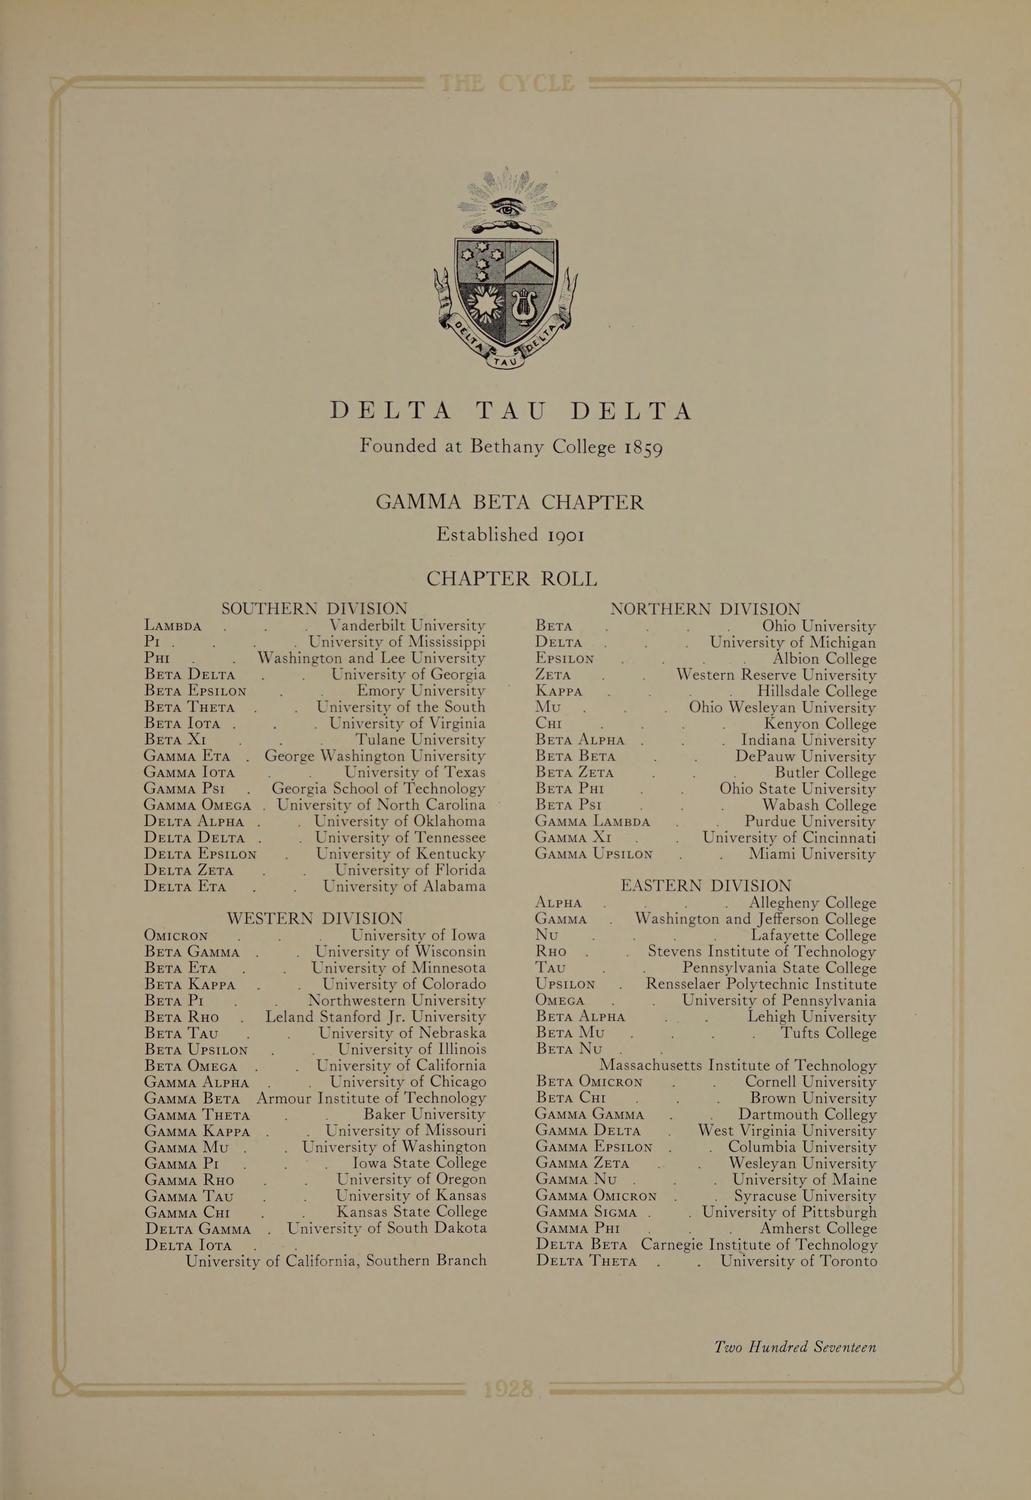 THE CYCLE
DELTA TAU DELTA
DELTA TAU DELTA
Founded at Bethany College 1859
GAMMA BETA CHAPTER
Established 1901
CHAPTER ROLL
SOUTHERN DIVISION
LAMBDA . . . Vanderbilt University
PI . . . . University of Mississippi
PHI . . Washington and Lee University
BETA DELTA . . University of Georgia
BETA EPSILON . . Emory University
BETA THETA . . University of the South
BETA IOTA . . . University of Virginia
BETA XI . . . Tulane University
GAMMA ETA . George Washington University
GAMMA IOTA . . University of Texas
GAMMA PSI . Georgia School of Technology
GAMMA OMEGA . University of North Carolina
DELTA ALPHA . . University of Oklahoma
DELTA DELTA . . University of Tennessee
DELTA EPSILON . University of Kentucky
DELTA ZETA . . University of Florida
DELTA ETA . . University of Alabama
WESTERN DIVISION
OMICRON . . . University of Iowa
BETA GAMMA . . University of Wisconsin
BETA ETA . . University of Minnesota
BETA KAPPA . . University of Colorado
BETA PI . . Northwestern University
BETA RHO . Leland Stanford Jr. University
BETA TAU . . University of Nebraska
BETA UPSILON . . University of Illinois
BETA OMEGA . . University of California
GAMMA ALPHA . . University of Chicago
GAMMA BETA Armour Institute of Technology
GAMMA THETA . . Baker University
GAMMA KAPPA . . University of Missouri
GAMMA MU . . University of Washington
GAMMA PI . . . Iowa State College
GAMMA RHO . . University of Oregon
GAMMA TAU . . University of Kansas
GAMMA CHI . . Kansas State College
DELTA GAMMA . University of South Dakota
DELTA IOTA . .
University of California, Southern Branch
NORTHERN DIVISION
BETA . . . . Ohio University
DELTA . . . University of Michigan
EPSILON . . . . Albion College
ZETA . . Western Reserve University
KAPPA . . . . Hillsdale College
MU . . . Ohio Wesleyan University
CHI . . . . Kenyon College
BETA ALPHA . . . Indiana University
BETA BETA . . DePauw University
BETA ZETA . . . Butler College
BETA PHI . . Ohio State University
BETA PSI . . . Wabash College
GAMMA LAMBDA . . Purdue University
GAMMA XI . . University of Cincinnati
GAMMA UPSILON . . Miami University
EASTERN DIVISION
ALPHA . . . . Allegheny College
GAMMA . Washington and Jefferson College
NU . . . . Lafayette College
RHO . . Stevens Institute of Technology
TAU . . Pennsylvania State College
UPSILON . Rensselaer Polytechnic Institute
OMEGA . . University of Pennsylvania
BETA ALPHA . . Lehigh University
BETA MU . . . . Tufts College
BETA NU . .
Massachusetts Institute of Technology
BETA OMICRON . . Cornell University
BETA CHI . . . Brown University
GAMMA GAMMA . . Dartmouth Collegy
GAMMA DELTA . West Virginia University
GAMMA EPSILON . . Columbia University
GAMMA ZETA . . Wesleyan University
GAMMA NU . . . University of Maine
GAMMA OMICRON . . Syracuse University
GAMMA SIGMA . . University of Pittsburgh
GAMMA PHI . . . Amherst College
DELTA BETA Carnegie Institute of Technology
DELTA THETA . . University of Toronto
Two Hundred Seventeen
1928